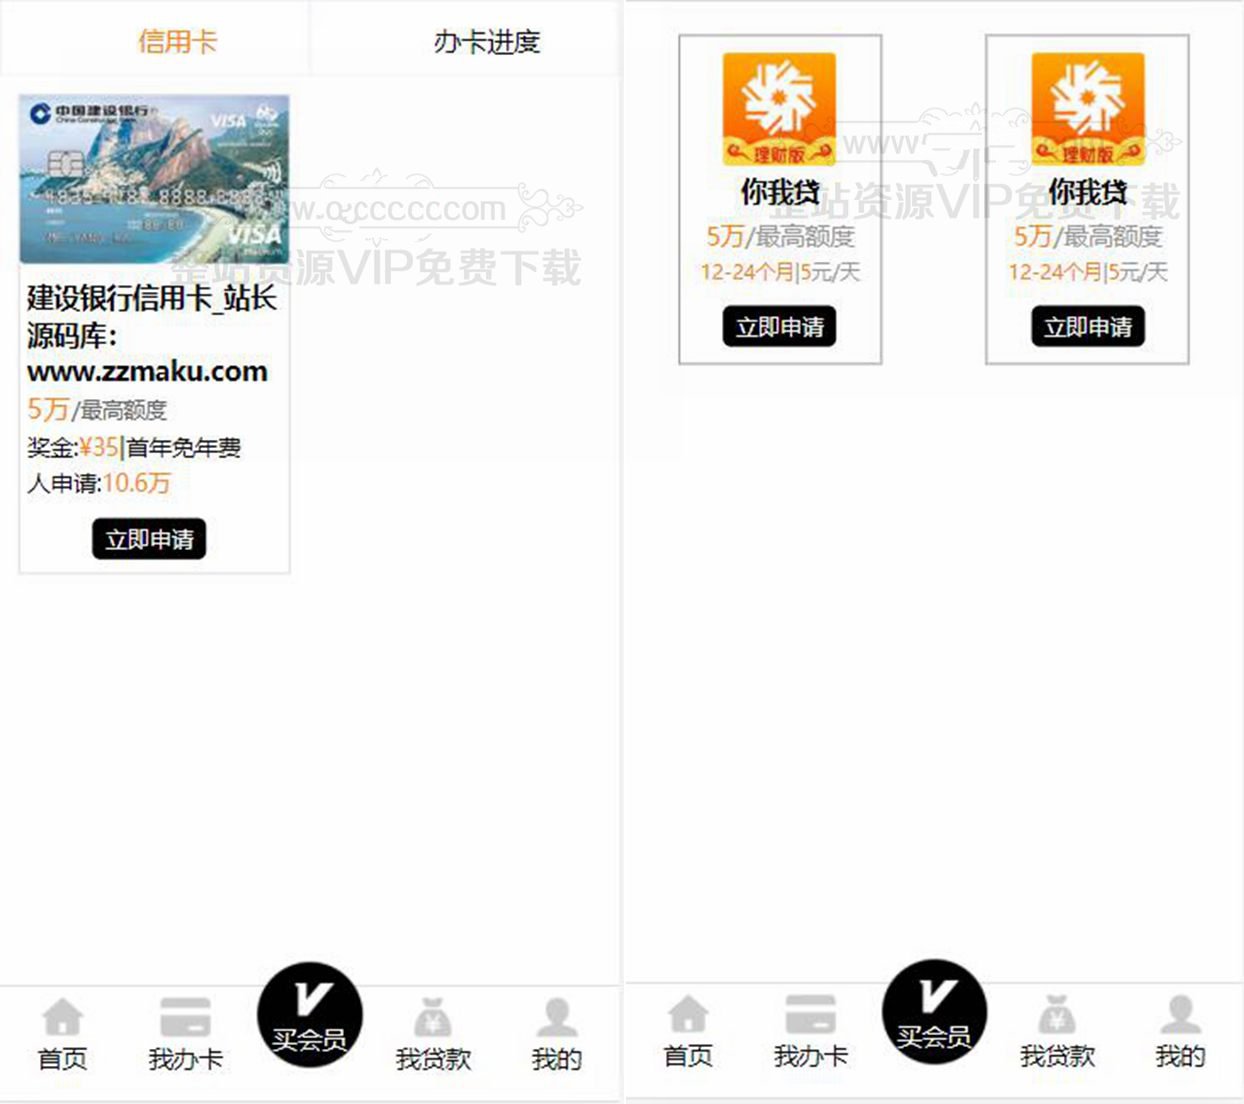 信用卡
办卡进度
中国建设银行
China Construction Bank
VISA
VISA
w.qccccccom
整站资源VIP免费下载
建设银行信用卡_站长
源码库：
www.zzmaku.com
5万/最高额度
奖金:¥35|首年免年费
人申请:10.6万
立即申请
首页
我办卡
V
买会员
我贷款
我的
理财版
你我贷
5万/最高额度
12-24个月|5元/天
立即申请
理财版
你我贷
5万/最高额度
12-24个月|5元/天
立即申请
www
整站资源VIP免费下载
首页
我办卡
V
买会员
我贷款
我的